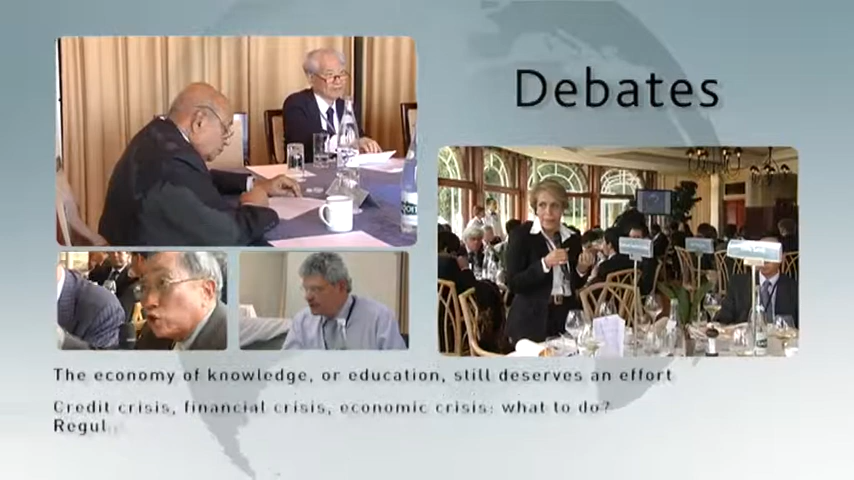 Debates
The economy of knowledge, or education, still deserves an effort
Credit crisis, financial crisis, economic crisis: what to do?
Regul